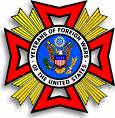 VETERANS OF FOREIGN WARS
OF THE UNITED STATES